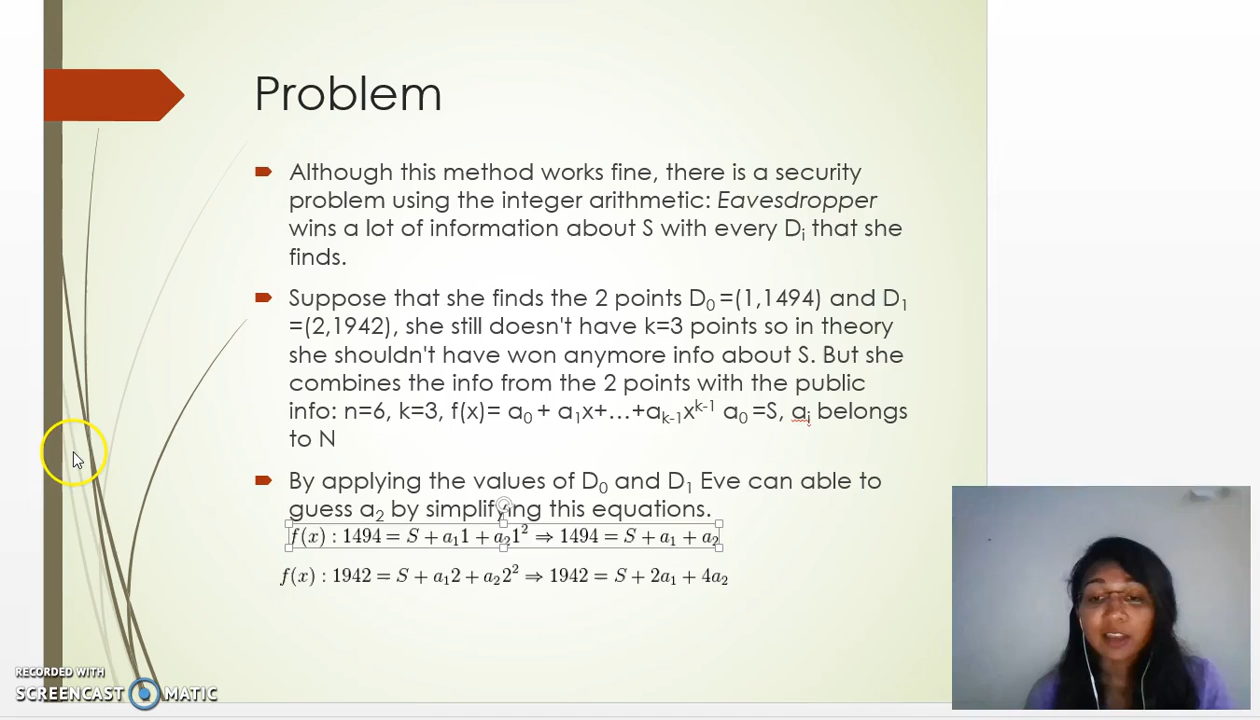 Problem
Although this method works fine, there is a security
problem using the integer arithmetic: Eavesdropper
wins a lot of information about S with every Di that she
finds.
Suppose that she finds the 2 points D0 =(1,1494) and D1
=(2,1942), she still doesn't have k=3 points so in theory
she shouldn't have won anymore info about S. But she
combines the info from the 2 points with the public
info: n=6, k=3, f(x)= a0 + a1x+…+ak-1xk-1 a0 =S, ai belongs
to N
By applying the values of D0 and D1 Eve can able to
guess a2 by simplifying this equations.
f(x) : 1494 = S + a11 + a21² ⇒ 1494 = S + a1 + a2
f(x) : 1942 = S + a12 + a22² ⇒ 1942 = S + 2a1 + 4a2
RECORDED WITH
SCREENCAST MATIC